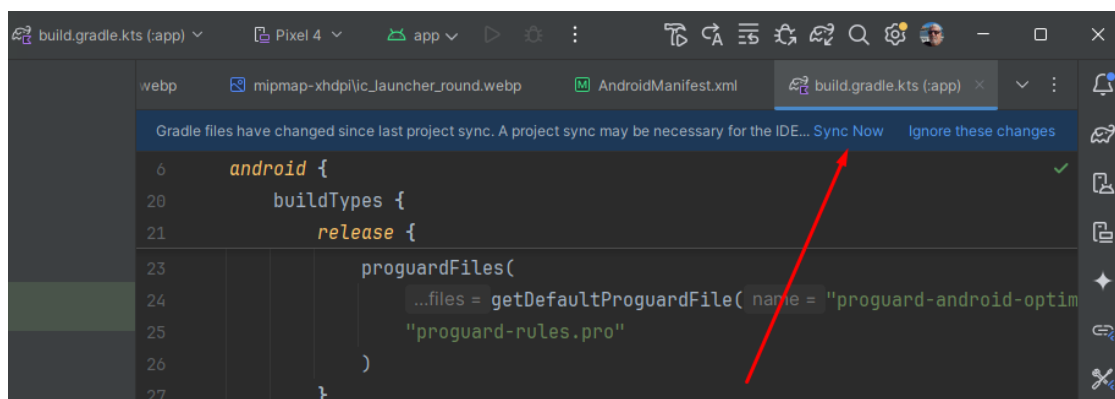 build.gradle.kts (:app) Pixel 4 app
webp mipmap-xhdpi\ic_launcher_round.webp AndroidManifest.xml build.gradle.kts (:app)
Gradle files have changed since last project sync. A project sync may be necessary for the IDE... Sync Now Ignore these changes
6 android {
20 buildTypes {
21 release {
23 proguardFiles(
24 ...files = getDefaultProguardFile( name = "proguard-android-optim
25 "proguard-rules.pro"
26 )
27 }